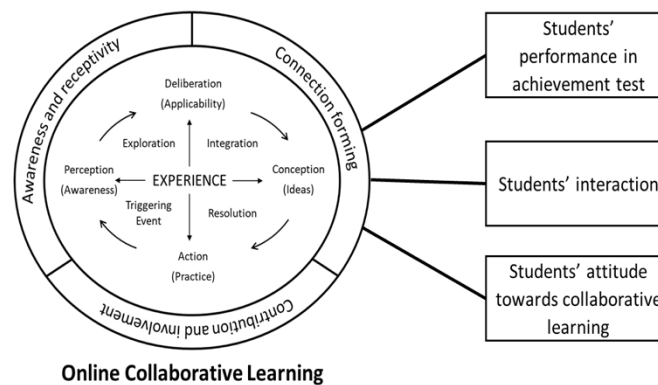 Awareness and receptivity
Connection forming
Contribution and involvement
Deliberation
(Applicability)
Exploration
Integration
Perception
(Awareness)
EXPERIENCE
Conception
(Ideas)
Triggering
Event
Resolution
Action
(Practice)
Online Collaborative Learning
Students'
performance in
achievement test
Students' interaction
Students' attitude
towards collaborative
learning